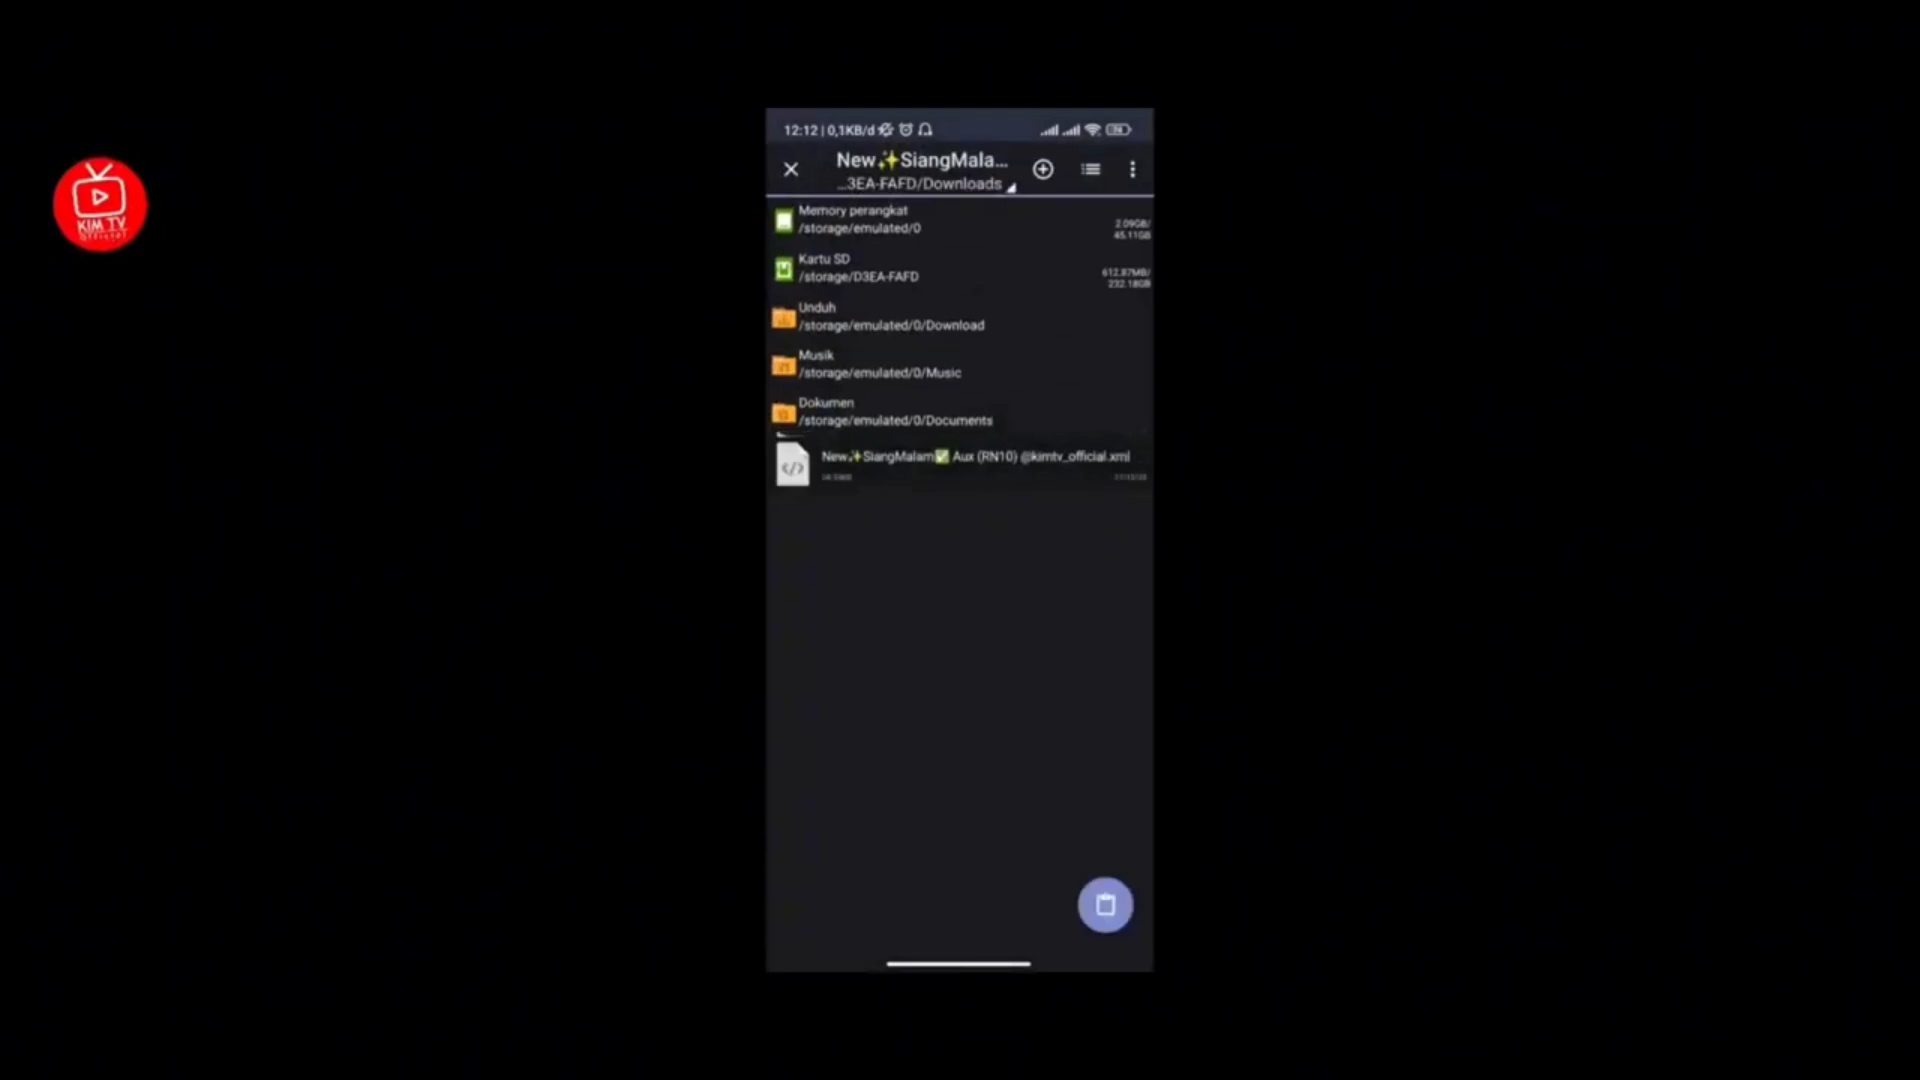 12:12 | 0,1KB/d
New✨SiangMala...
...3EA-FAFD/Downloads
KIM TV
Official
Memory perangkat
/storage/emulated/0
2.09GB/
45.11GB
Kartu SD
/storage/D3EA-FAFD
612.87MB/
232.18GB
Unduh
/storage/emulated/0/Download
Musik
/storage/emulated/0/Music
Dokumen
/storage/emulated/0/Documents
New✨SiangMalam✅ Aux (RN10) @kimtv_official.xml